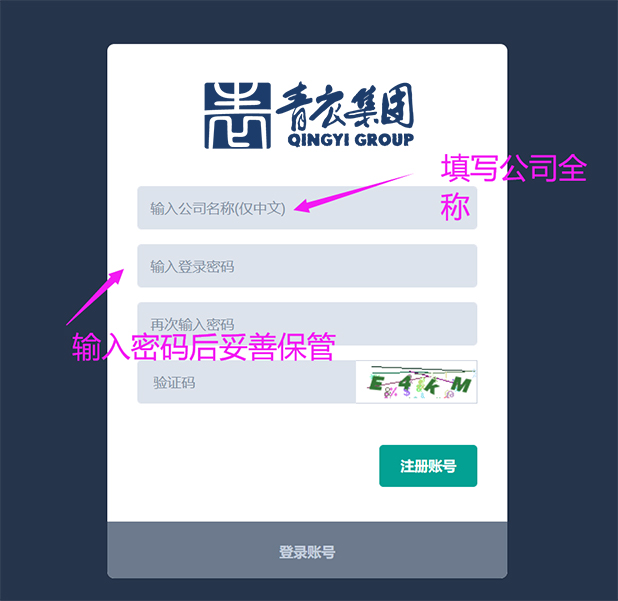 青衣集团
QINGYI GROUP
填写公司全
称
输入公司名称(仅中文)
输入登录密码
再次输入密码
输入密码后妥善保管
验证码
注册账号
登录账号